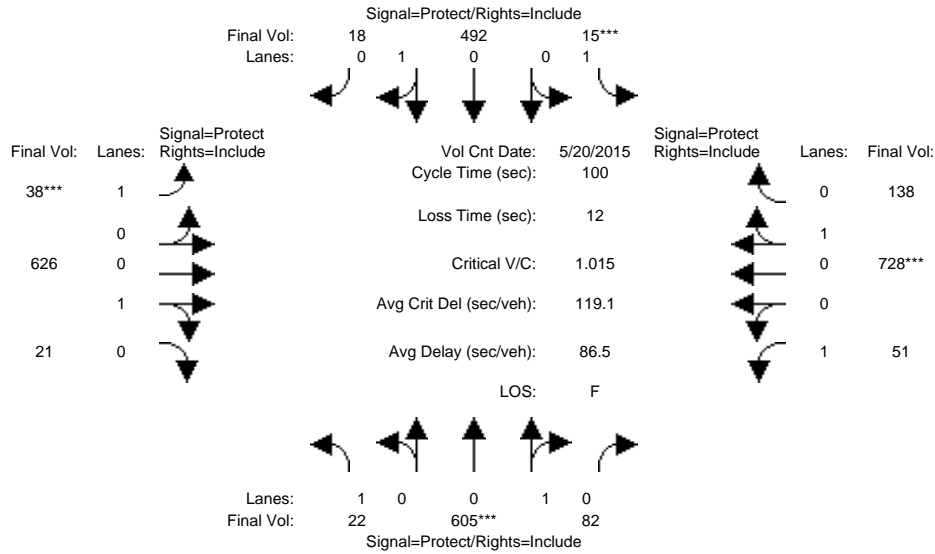 Signal=Protect/Rights=Include
Final Vol: 18 492 15***
Lanes: 0 1 0 0 1
Signal=Protect
Final Vol: Lanes: Rights=Include
Vol Cnt Date: 5/20/2015
Signal=Protect
Rights=Include Lanes: Final Vol:
Cycle Time (sec): 100
38*** 1
0 138
Loss Time (sec): 12
0
1
626 0
Critical V/C: 1.015
0 728***
1
Avg Crit Del (sec/veh): 119.1
0
21 0
Avg Delay (sec/veh): 86.5
1 51
LOS: F
Lanes: 1 0 0 1 0
Final Vol: 22 605*** 82
Signal=Protect/Rights=Include